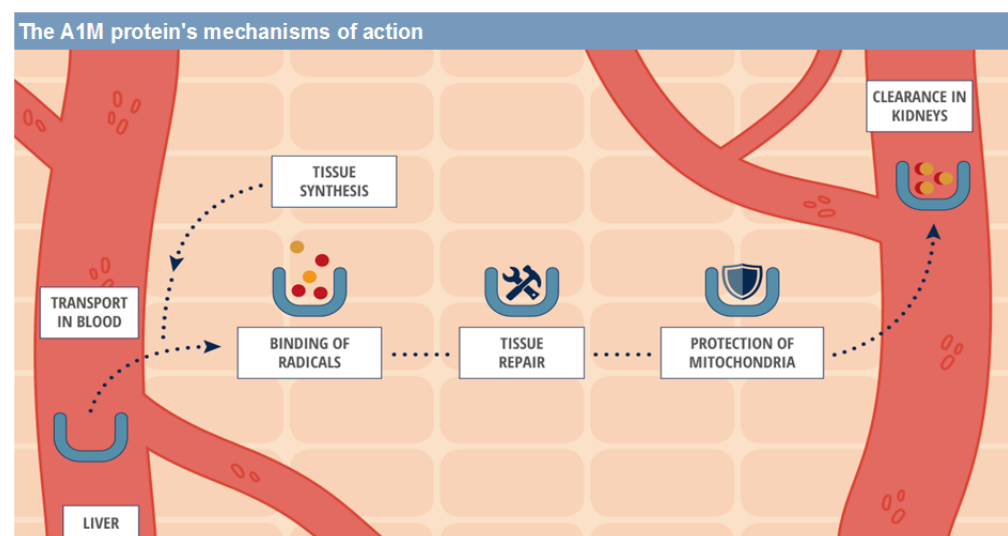 The A1M protein's mechanisms of action
CLEARANCE IN
KIDNEYS
TISSUE
SYNTHESIS
TRANSPORT
IN BLOOD
BINDING OF
RADICALS
TISSUE
REPAIR
PROTECTION OF
MITOCHONDRIA
LIVER